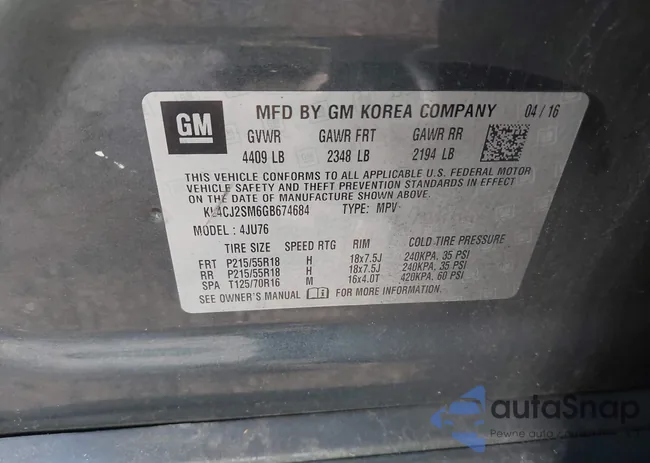 GM
MFD BY GM KOREA COMPANY 04/16
GVWR GAWR FRT GAWR RR
4409 LB 2348 LB 2194 LB
THIS VEHICLE CONFORMS TO ALL APPLICABLE U.S. FEDERAL MOTOR
VEHICLE SAFETY AND THEFT PREVENTION STANDARDS IN EFFECT ON
THE DATE OF MANUFACTURE SHOWN ABOVE.
KL4CJ2SM6GB674684 TYPE: MPV
MODEL: 4JU76
TIRE SIZE SPEED RTG RIM COLD TIRE PRESSURE
FRT P215/55R18 H 18x7.5J 240KPA, 35 PSI
RR P215/55R18 H 18x7.5J 240KPA, 35 PSI
SPA T125/70R16 M 16x4.0T 420KPA, 60 PSI
SEE OWNER'S MANUAL FOR MORE INFORMATION.
autoSnap
Pewne auto z USA